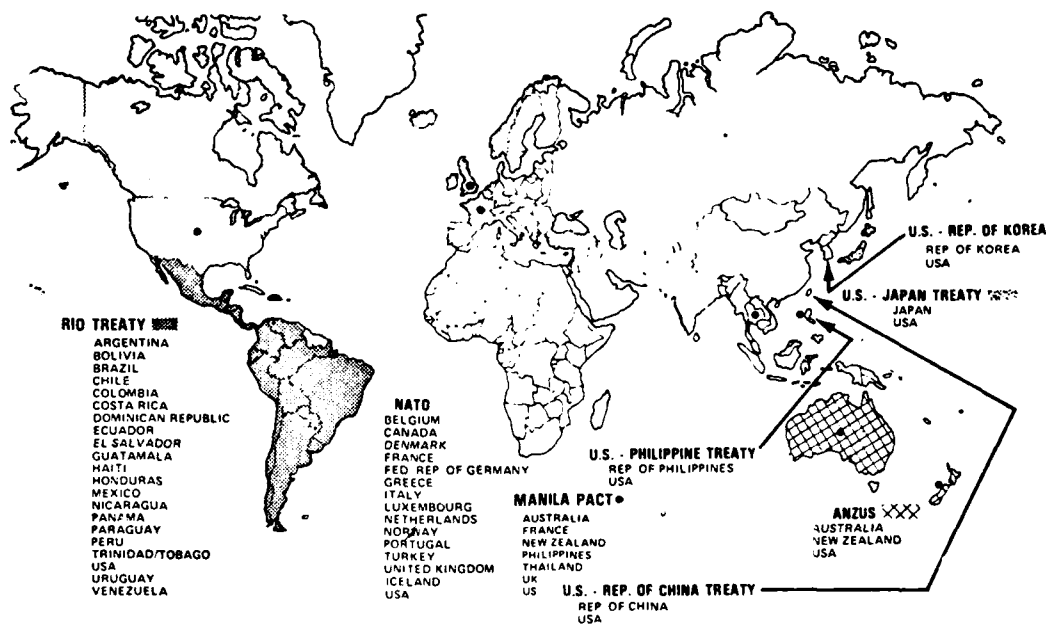 RIO TREATY
ARGENTINA
BOLIVIA
BRAZIL
CHILE
COLOMBIA
COSTA RICA
DOMINICAN REPUBLIC
ECUADOR
EL SALVADOR
GUATAMALA
HAITI
HONDURAS
MEXICO
NICARAGUA
PANAMA
PARAGUAY
PERU
TRINIDAD/TOBAGO
USA
URUGUAY
VENEZUELA
NATO
BELGIUM
CANADA
DENMARK
FRANCE
FED REP OF GERMANY
GREECE
ITALY
LUXEMBOURG
NETHERLANDS
NORWAY
PORTUGAL
TURKEY
UNITED KINGDOM
ICELAND
USA
MANILA PACT
AUSTRALIA
FRANCE
NEW ZEALAND
PHILIPPINES
THAILAND
UK
US
U.S. - PHILIPPINE TREATY
REP OF PHILIPPINES
USA
U.S. - REP. OF CHINA TREATY
REP OF CHINA
USA
U.S. - REP. OF KOREA
REP OF KOREA
USA
U.S. - JAPAN TREATY
JAPAN
USA
ANZUS
AUSTRALIA
NEW ZEALAND
USA